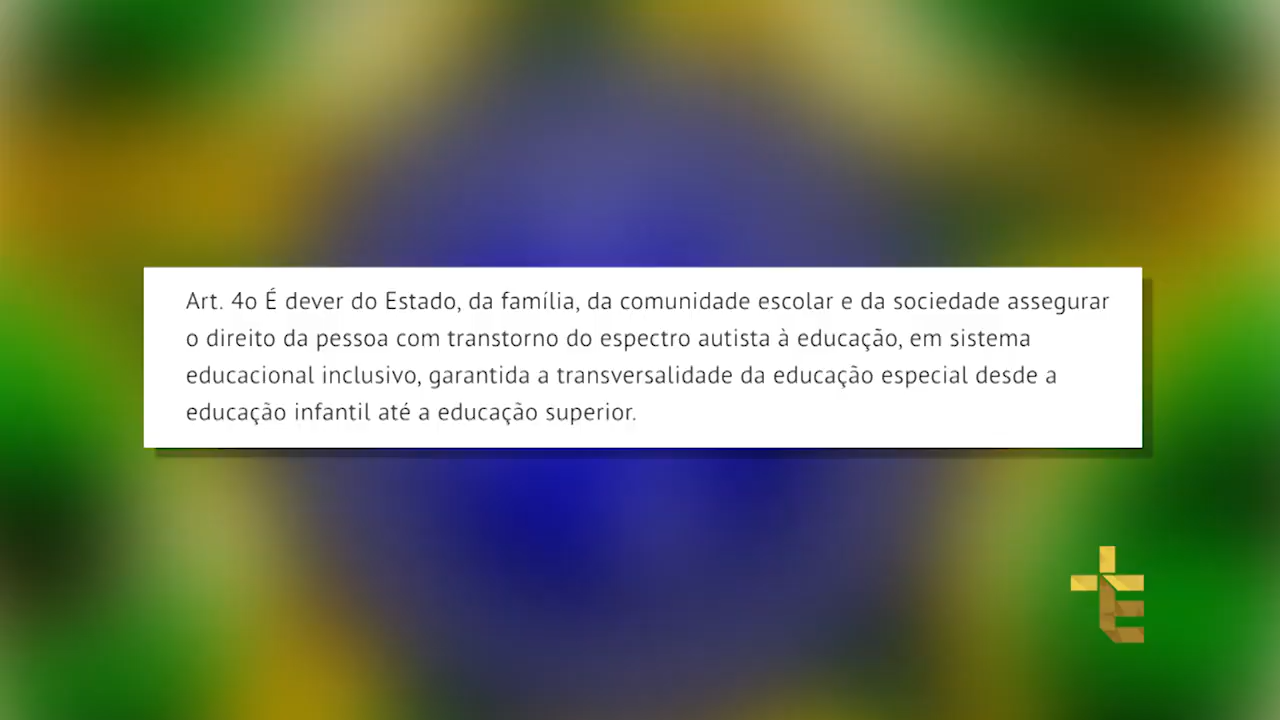 Art. 4o É dever do Estado, da família, da comunidade escolar e da sociedade assegurar
o direito da pessoa com transtorno do espectro autista à educação, em sistema
educacional inclusivo, garantida a transversalidade da educação especial desde a
educação infantil até a educação superior.